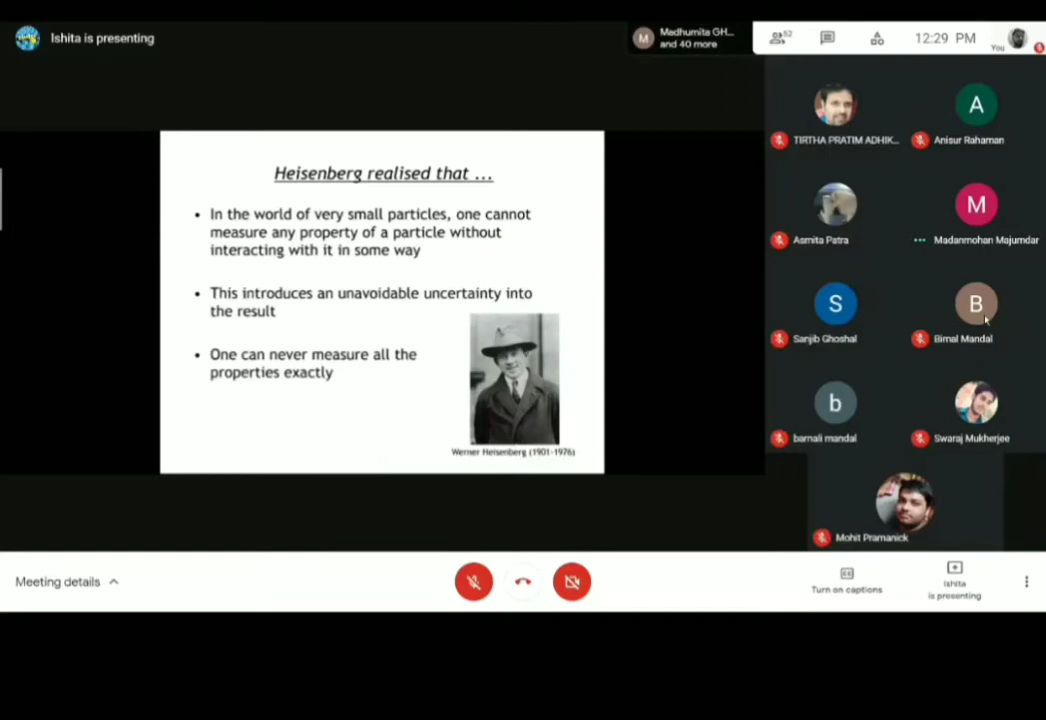 Ishita is presenting
M
Madhumita GH...
and 40 more
52
12:29 PM
You
Heisenberg realised that ...
• In the world of very small particles, one cannot
measure any property of a particle without
interacting with it in some way
• This introduces an unavoidable uncertainty into
the result
• One can never measure all the
properties exactly
Werner Heisenberg (1901-1976)
TIRTHA PRATIM ADHIK...
A
Anisur Rahaman
Asmita Patra
M
Madanmohan Majumdar
S
Sanjib Ghoshal
B
Bimal Mandal
b
barnali mandal
Swaraj Mukherjee
Mohit Pramanick
Meeting details
Turn on captions
Ishita
is presenting